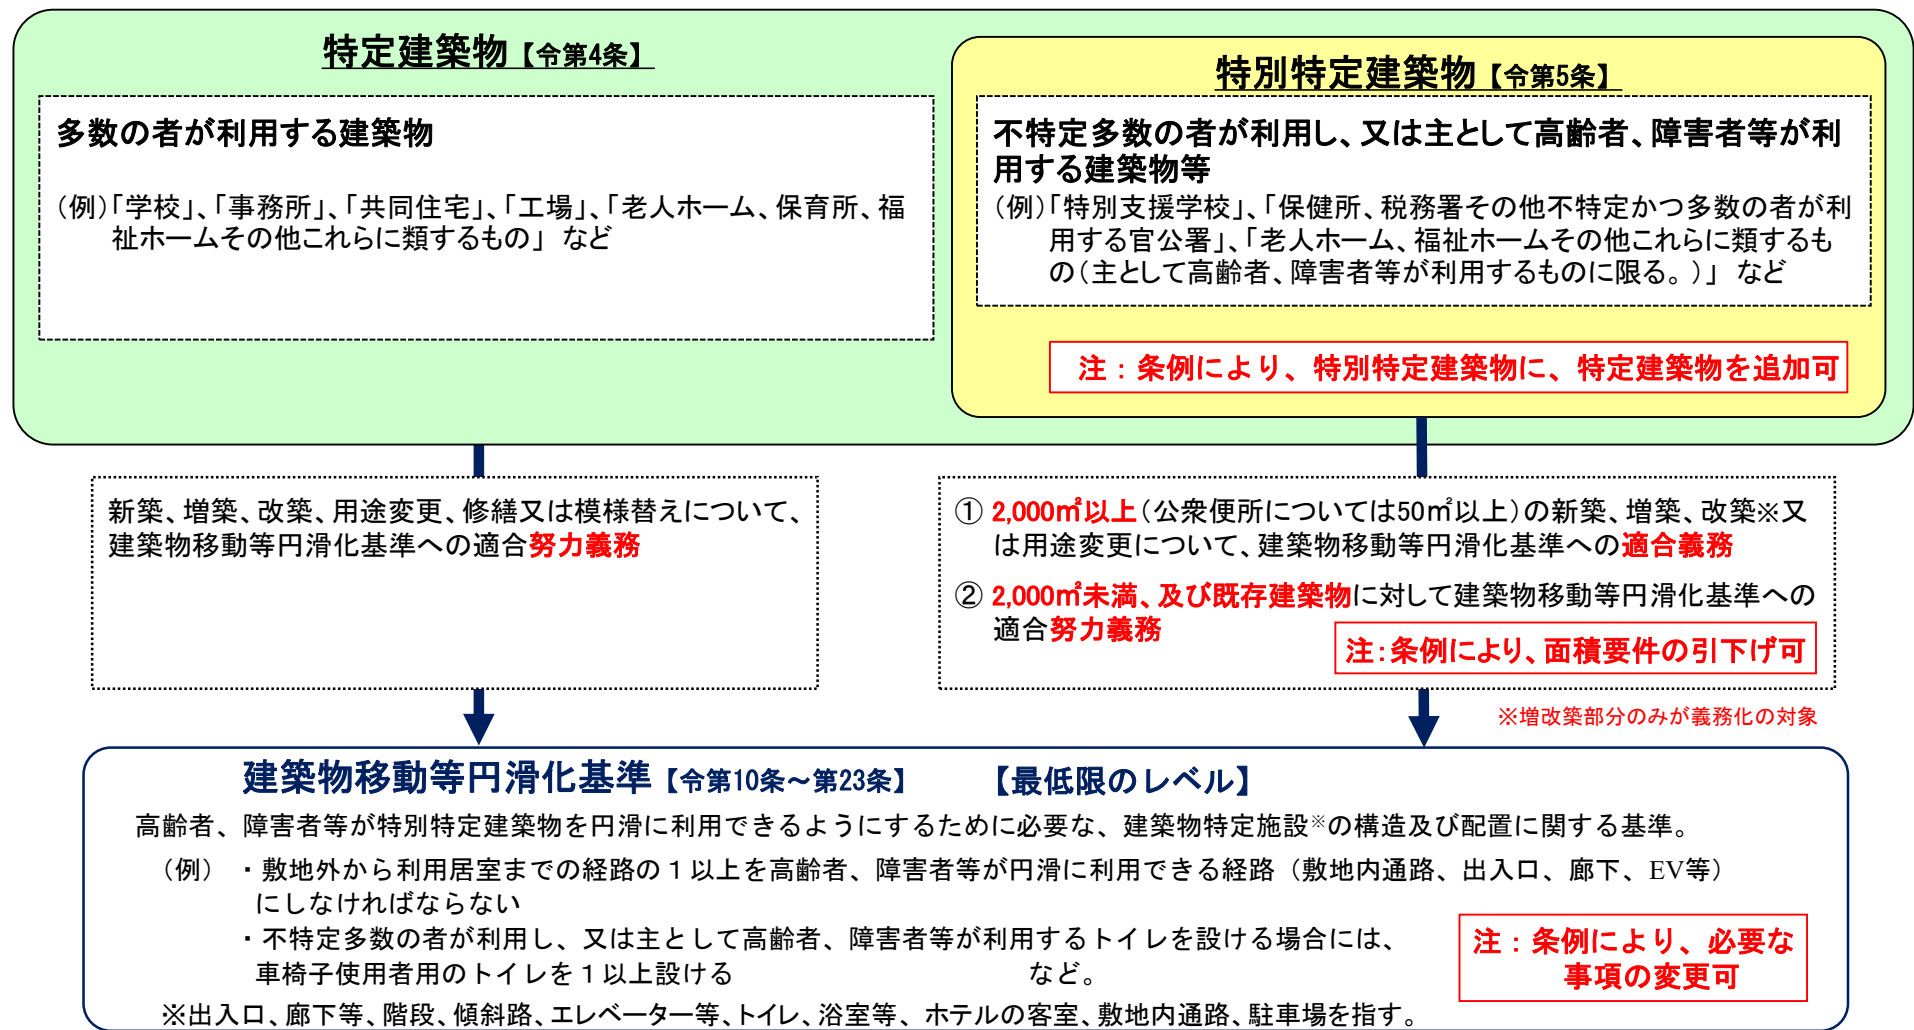 特定建築物【令第4条】
多数の者が利用する建築物
（例）「学校」、「事務所」、「共同住宅」、「工場」、「老人ホーム、保育所、福
祉ホームその他これらに類するもの」 など
特別特定建築物【令第5条】
不特定多数の者が利用し、又は主として高齢者、障害者等が利
用する建築物等
（例）「特別支援学校」、「保健所、税務署その他不特定かつ多数の者が利
用する官公署」、「老人ホーム、福祉ホームその他これらに類するも
の（主として高齢者、障害者等が利用するものに限る。）」 など
注：条例により、特別特定建築物に、特定建築物を追加可
新築、増築、改築、用途変更、修繕又は模様替えについて、
建築物移動等円滑化基準への適合努力義務
① 2,000㎡以上（公衆便所については50㎡以上）の新築、増築、改築※又
は用途変更について、建築物移動等円滑化基準への適合義務
② 2,000㎡未満、及び既存建築物に対して建築物移動等円滑化基準への
適合努力義務
注：条例により、面積要件の引下げ可
※増改築部分のみが義務化の対象
建築物移動等円滑化基準【令第10条～第23条】 【最低限のレベル】
高齢者、障害者等が特別特定建築物を円滑に利用できるようにするために必要な、建築物特定施設※の構造及び配置に関する基準。
（例） ・敷地外から利用居室までの経路の１以上を高齢者、障害者等が円滑に利用できる経路（敷地内通路、出入口、廊下、EV等）
にしなければならない
・不特定多数の者が利用し、又は主として高齢者、障害者等が利用するトイレを設ける場合には、
車椅子使用者用のトイレを１以上設ける など。
注：条例により、必要な
事項の変更可
※出入口、廊下等、階段、傾斜路、エレベーター等、トイレ、浴室等、ホテルの客室、敷地内通路、駐車場を指す。